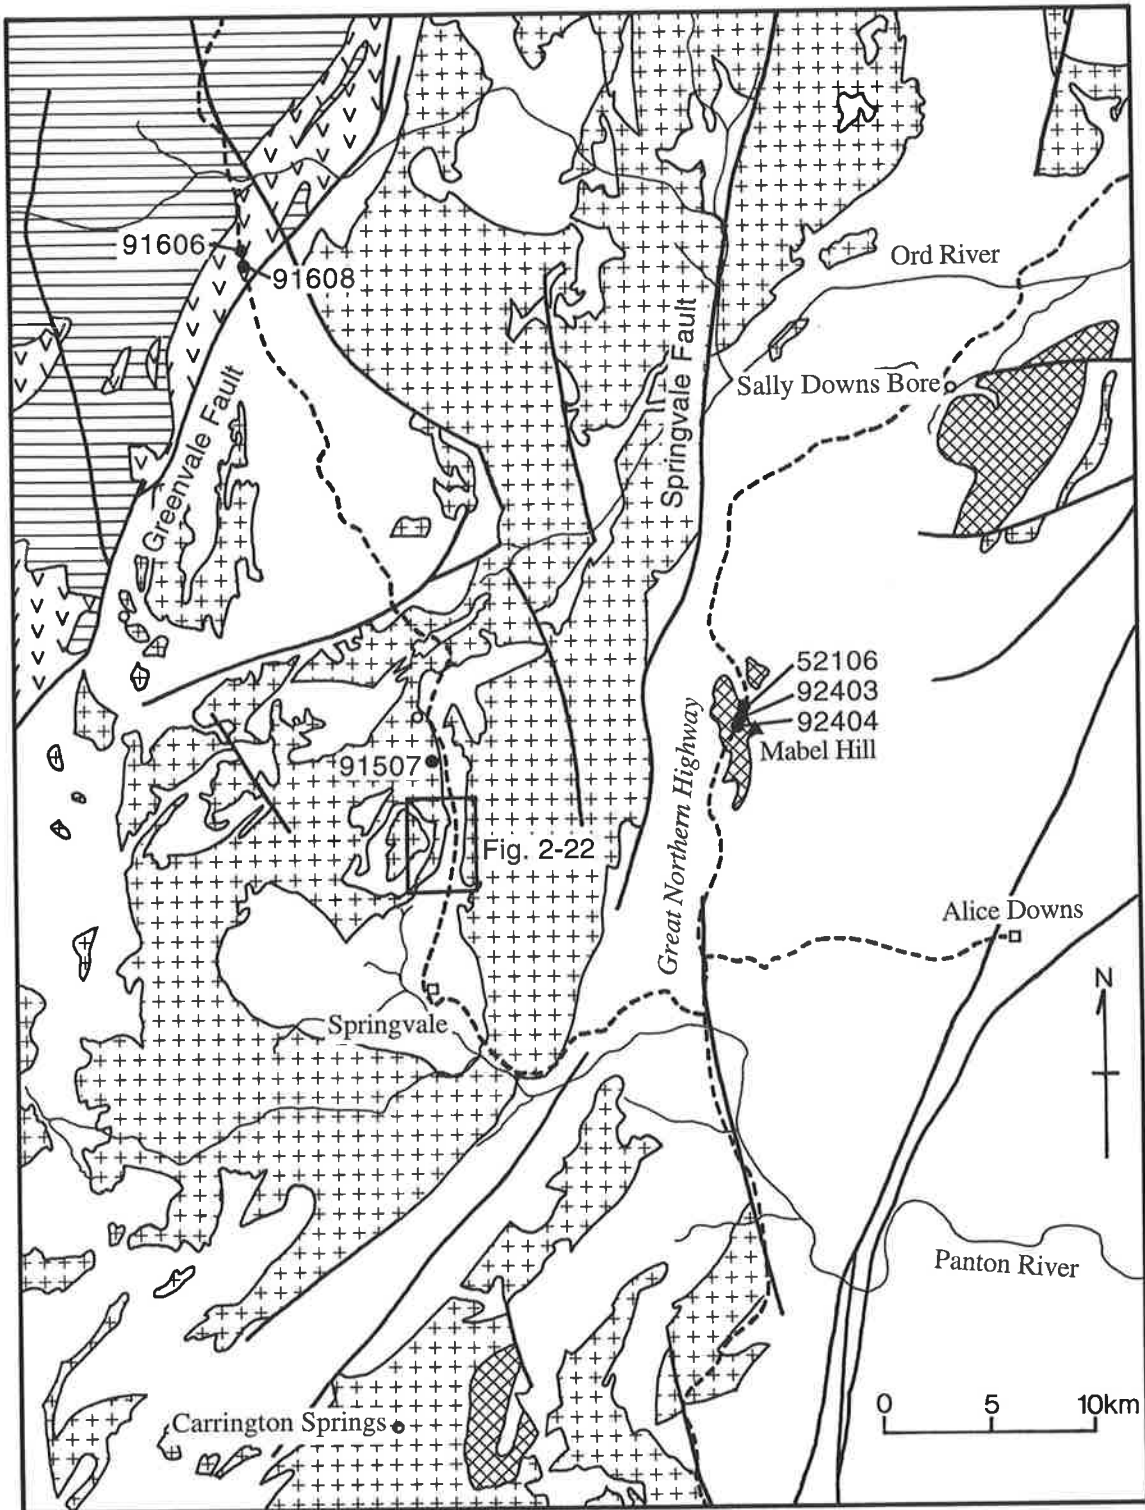 91606
91608
Ord River
Springvale Fault
Sally Downs Bore
Greenvale Fault
52106
92403
92404
Mabel Hill
91507
Great Northern Highway
Fig. 2-22
Alice Downs
N
Springvale
Panton River
0 5 10km
Carrington Springs